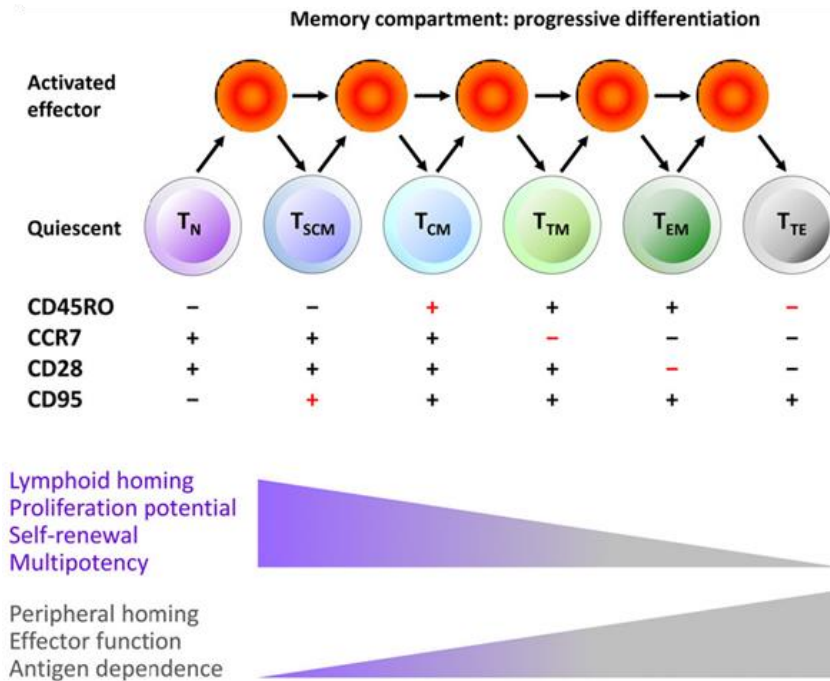 Memory compartment: progressive differentiation
Activated
effector
Quiescent
TN TSCM TCM TTM TEM TTE
CD45RO – – + + + –
CCR7 + + + – – –
CD28 + + + + – –
CD95 – + + + + +
Lymphoid homing
Proliferation potential
Self-renewal
Multipotency
Peripheral homing
Effector function
Antigen dependence